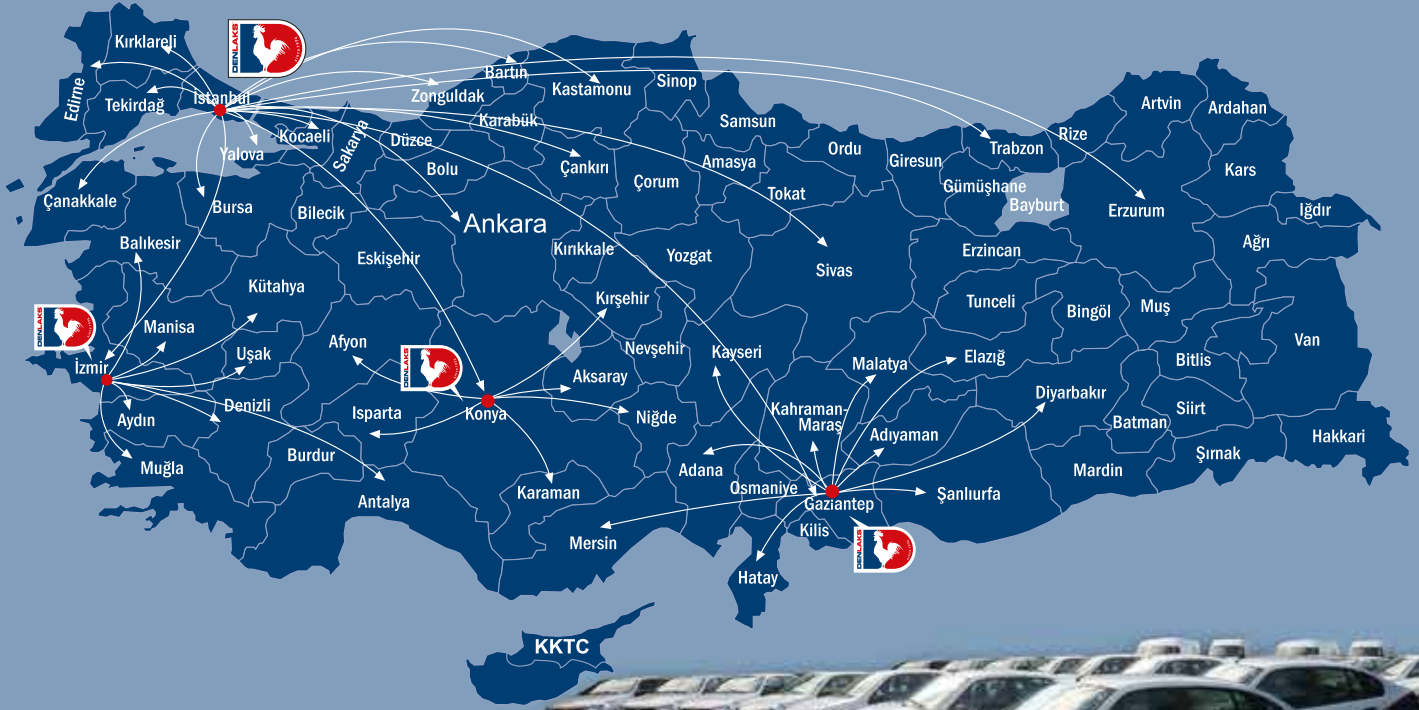 DENLAKS
Kırklareli
Edirne
Tekirdağ
İstanbul
Kocaeli
Yalova
Sakarya
Düzce
Bolu
Zonguldak
Bartın
Karabük
Kastamonu
Sinop
Çankırı
Çorum
Samsun
Amasya
Tokat
Ordu
Giresun
Gümüşhane
Trabzon
Bayburt
Rize
Artvin
Ardahan
Kars
Erzurum
Iğdır
Ağrı
Çanakkale
Bursa
Bilecik
Ankara
Balıkesir
Eskişehir
Kırıkkale
Yozgat
Sivas
Erzincan
Kütahya
Kırşehir
Tunceli
Bingöl
Muş
Van
DENLAKS
Manisa
Uşak
Afyon
Nevşehir
Kayseri
Malatya
Elazığ
Bitlis
İzmir
DENLAKS
Konya
Aksaray
Diyarbakır
Siirt
Aydın
Denizli
Isparta
Niğde
Kahraman-
Maraş
Adıyaman
Batman
Hakkari
Muğla
Burdur
Antalya
Karaman
Adana
Osmaniye
Gaziantep
Şanlıurfa
Mardin
Şırnak
Mersin
Kilis
DENLAKS
Hatay
KKTC